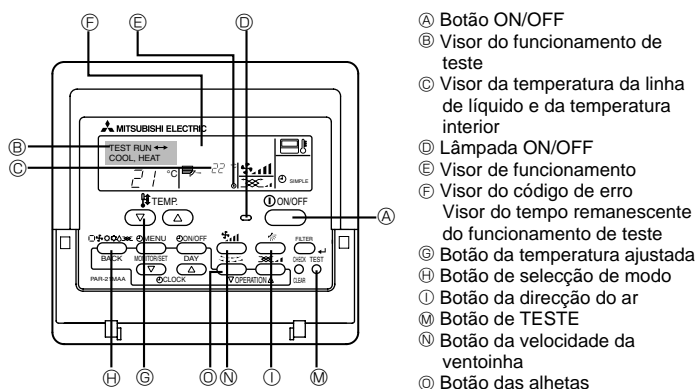 Ⓕ Ⓔ Ⓓ
MITSUBISHI ELECTRIC
Ⓑ TEST RUN
COOL, HEAT
Ⓒ 21 °C 22 °C SIMPLE
TEMP. ON/OFF
Ⓐ
MENU ON/OFF FILTER
BACK MONITOR/SET DAY CHECK TEST
PAR-21MAA CLOCK OPERATION CLEAR
Ⓗ Ⓖ Ⓞ Ⓝ Ⓘ Ⓜ
Ⓐ Botão ON/OFF
Ⓑ Visor do funcionamento de
teste
Ⓒ Visor da temperatura da linha
de líquido e da temperatura
interior
Ⓓ Lâmpada ON/OFF
Ⓔ Visor de funcionamento
Ⓕ Visor do código de erro
Visor do tempo remanescente
do funcionamento de teste
Ⓖ Botão da temperatura ajustada
Ⓗ Botão de selecção de modo
Ⓘ Botão da direcção do ar
Ⓜ Botão de TESTE
Ⓝ Botão da velocidade da
ventoinha
Ⓞ Botão das alhetas